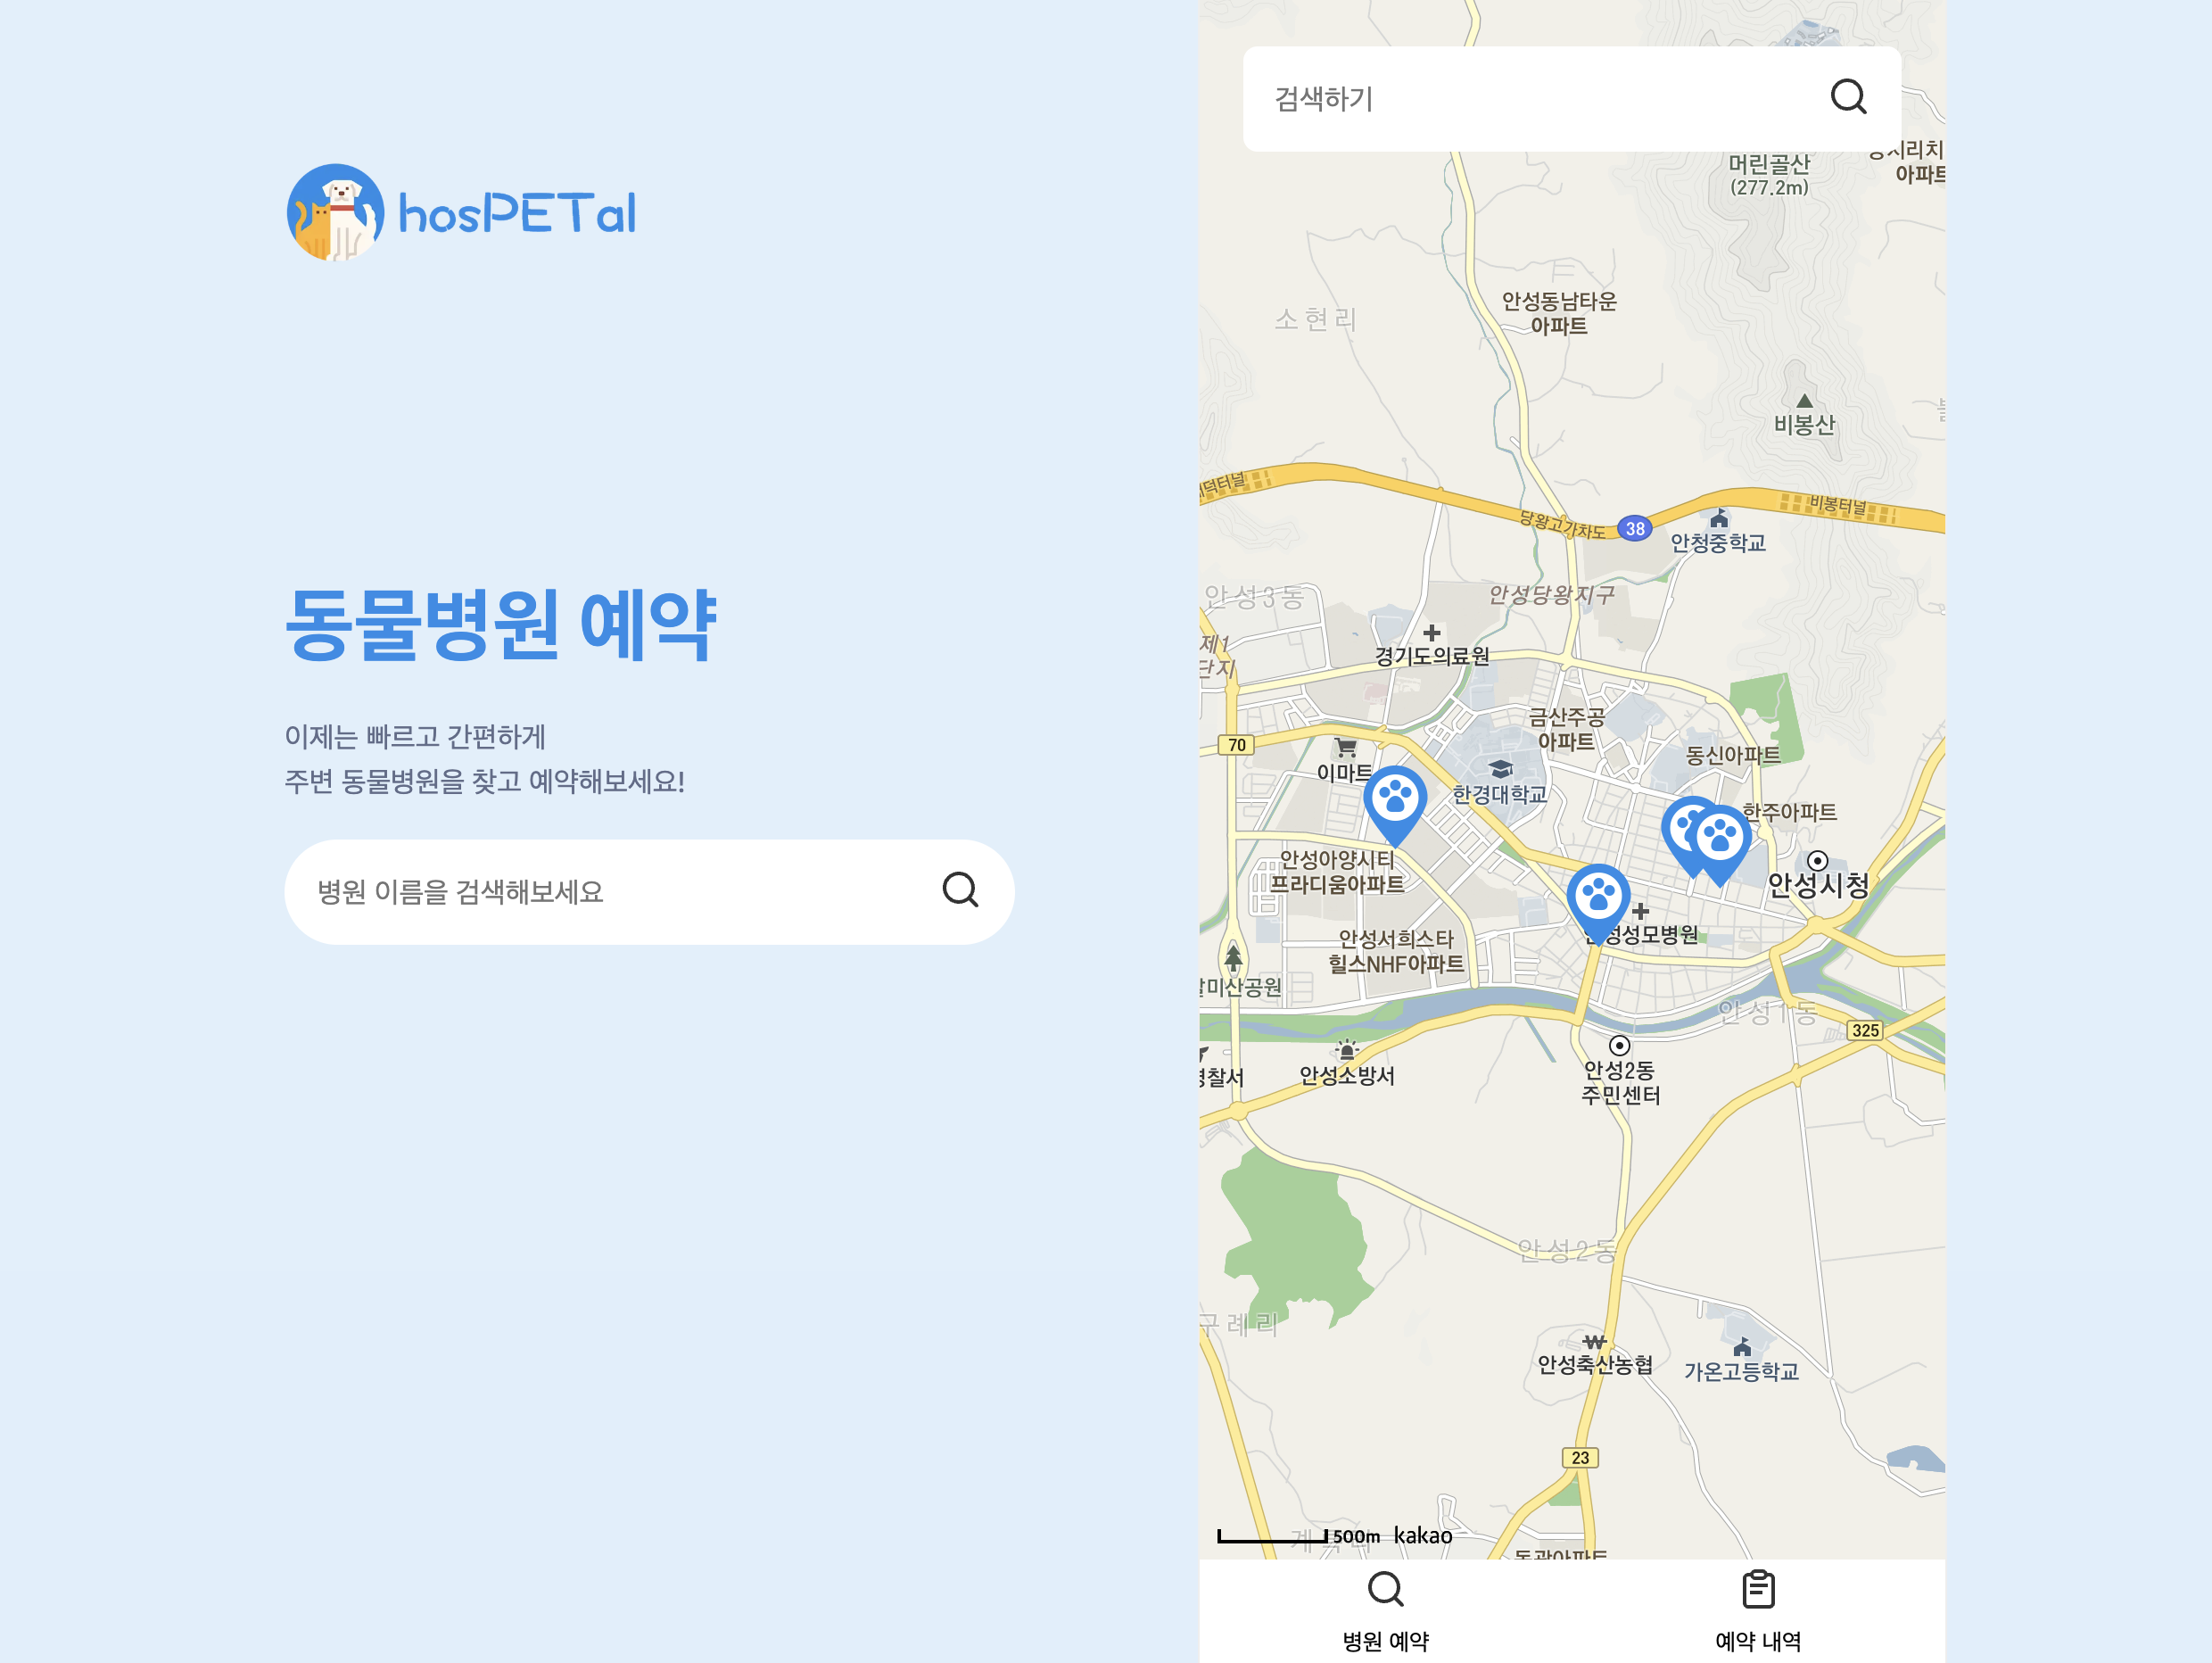 hosPETal
동물병원 예약
이제는 빠르고 간편하게
주변 동물병원을 찾고 예약해보세요!
병원 이름을 검색해보세요
검색하기
머린골산
(277.2m)
아파트
안성동남타운
아파트
소현리
비봉산
비봉터널
당왕고가차도
38
안청중학교
안성3동
안성당왕지구
제1
단지
경기도의료원
금산주공
아파트
70
이마트
동신아파트
한경대학교
한주아파트
안성아양시티
프라디움아파트
안성시청
안성서희스타
힐스NHF아파트
성모병원
미산공원
안성1동
325
안성2동
주민센터
찰서
안성소방서
안성2동
구례리
안성축산농협
가온고등학교
23
500m
kakao
동광아파트
병원 예약
예약 내역